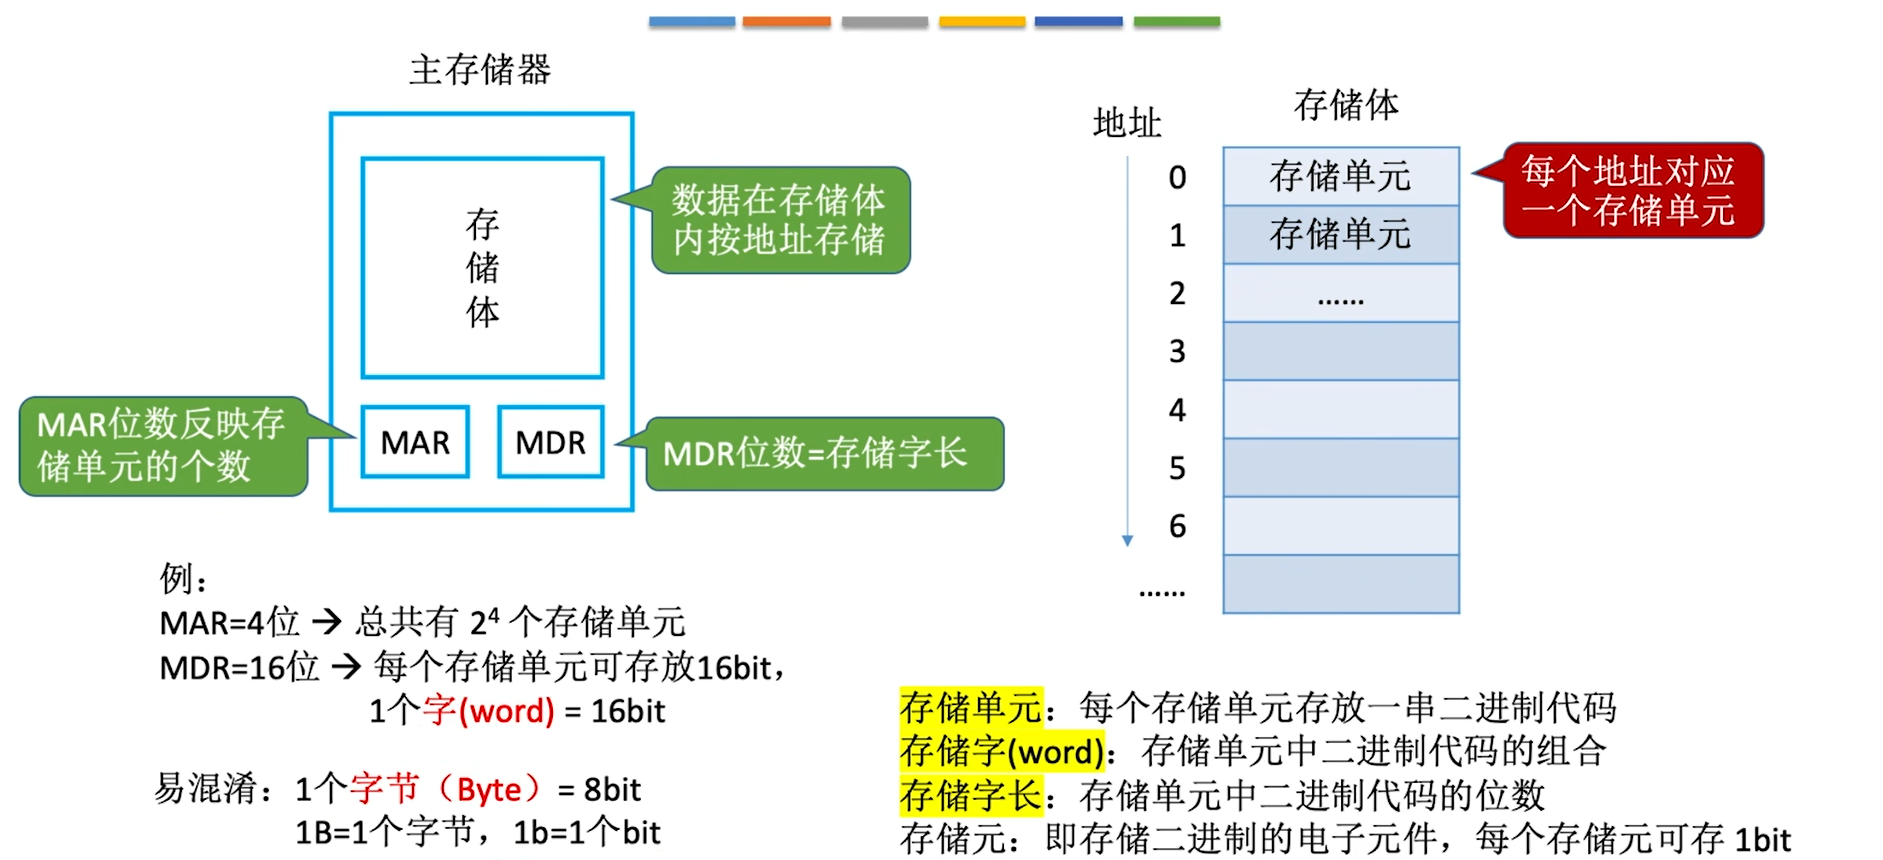 主存储器
存
储
体
数据在存储体
内按地址存储
MAR位数反映存
储单元的个数
MAR
MDR
MDR位数=存储字长
地址
存储体
0
存储单元
1
存储单元
2
……
3
4
5
6
……
每个地址对应
一个存储单元
例：
MAR=4位 → 总共有 2⁴ 个存储单元
MDR=16位 → 每个存储单元可存放16bit，
1个字(word) = 16bit
易混淆：1个字节（Byte）= 8bit
1B=1个字节，1b=1个bit
存储单元：每个存储单元存放一串二进制代码
存储字(word)：存储单元中二进制代码的组合
存储字长：存储单元中二进制代码的位数
存储元：即存储二进制的电子元件，每个存储元可存 1bit